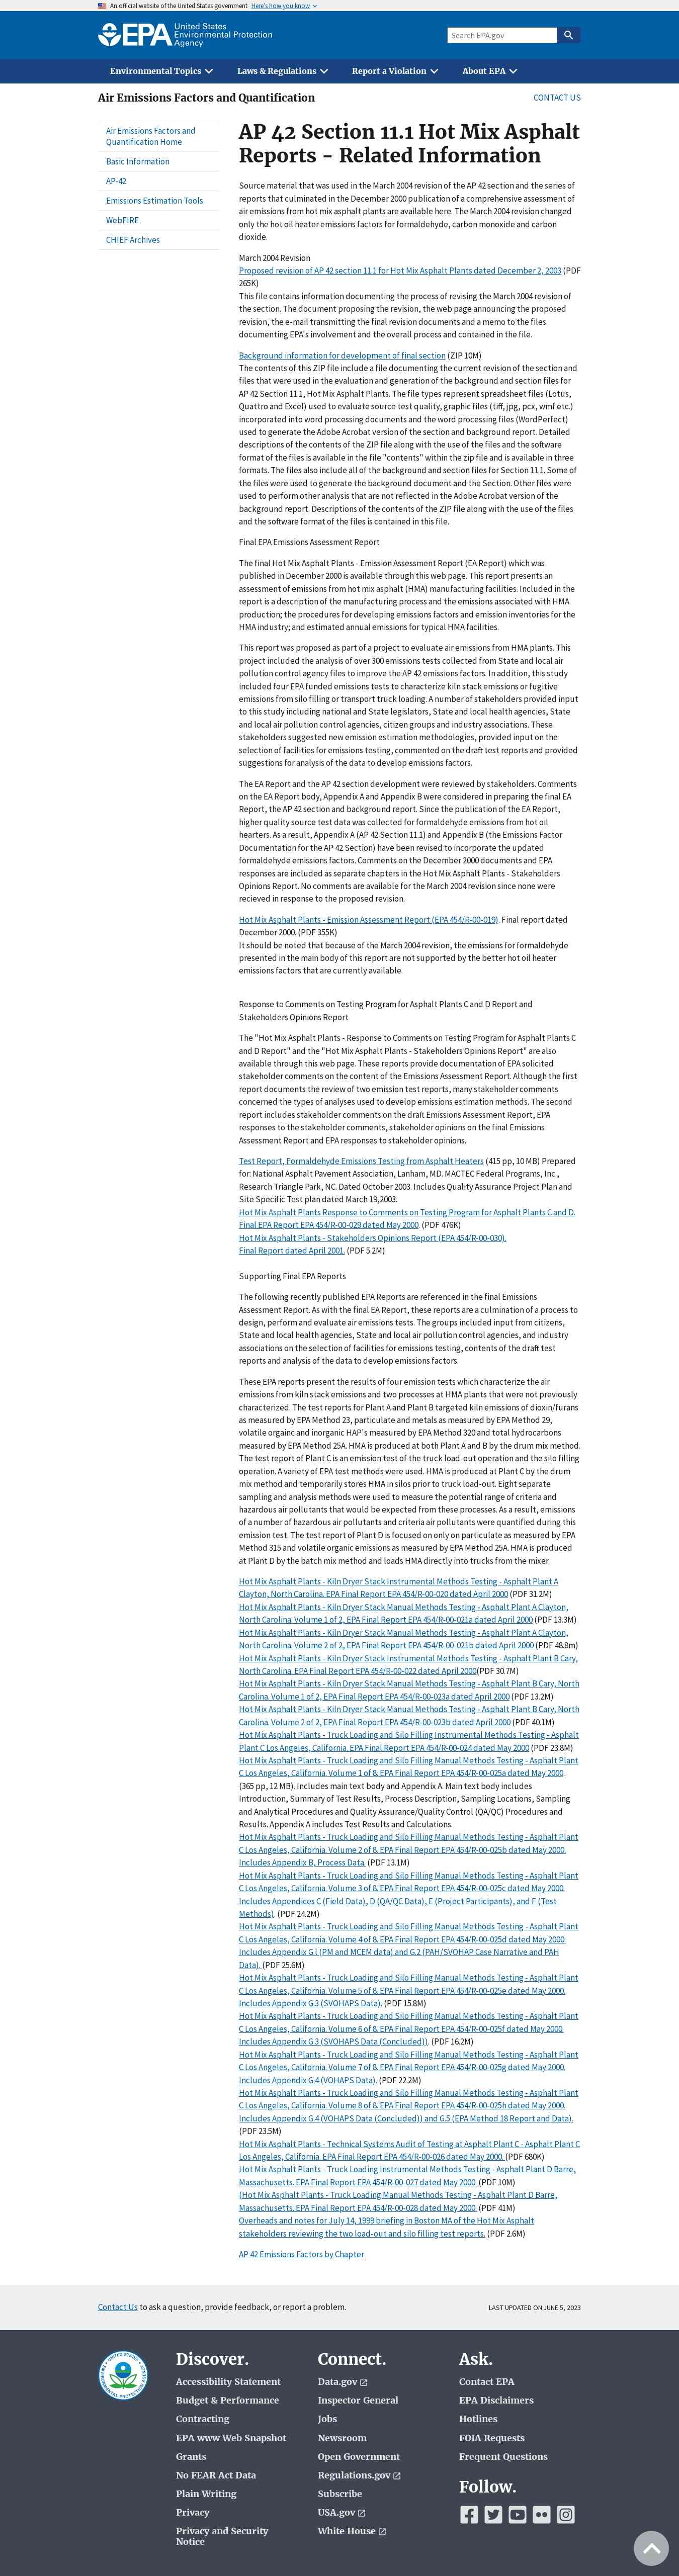 An official website of the United States government Here's how you know
EPA United States
Environmental Protection
Agency
Search EPA.gov
Environmental Topics Laws & Regulations Report a Violation About EPA
Air Emissions Factors and Quantification
CONTACT US
Air Emissions Factors and
Quantification Home
Basic Information
AP-42
Emissions Estimation Tools
WebFIRE
CHIEF Archives
AP 42 Section 11.1 Hot Mix Asphalt
Reports - Related Information
Source material that was used in the March 2004 revision of the AP 42 section and the series of
reports that culminated in the December 2000 publication of a comprehensive assessment of
air emissions from hot mix asphalt plants are available here. The March 2004 revision changed
only the hot oil heater emissions factors for formaldehyde, carbon monoxide and carbon
dioxide.
March 2004 Revision
Proposed revision of AP 42 section 11.1 for Hot Mix Asphalt Plants dated December 2, 2003 (PDF
265K)
This file contains information documenting the process of revising the March 2004 revision of
the section. The document proposing the revision, the web page announcing the proposed
revision, the e-mail transmitting the final revision documents and a memo to the files
documenting EPA's involvement and the overall process and contained in the file.
Background information for development of final section (ZIP 10M)
The contents of this ZIP file include a file documenting the current revision of the section and
files that were used in the evaluation and generation of the background and section files for
AP 42 Section 11.1, Hot Mix Asphalt Plants. The file types represent spreadsheet files (Lotus,
Quattro and Excel) used to evaluate source test quality, graphic files (tiff, jpg, pcx, wmf etc.)
incorporated into word processing documents and the word processing files (WordPerfect)
used to generate the Adobe Acrobat version of the section and background report. Detailed
descriptions of the contents of the ZIP file along with the use of the files and the software
format of the files is available in the file "contents" within the zip file and is available in three
formats. The files also include all of the background and section files for Section 11.1. Some of
the electronic files include information on the derivation of the emissions factors. Other files
were used only in graphics or other analysis that are not reflected in the Adobe Acrobat version of
the background report. Descriptions of the contents of the ZIP file along with the use of the files
and the software format of the files is contained in this file.
Final EPA Emissions Assessment Report
The final Hot Mix Asphalt Plants - Emission Assessment Report (EA Report) which was
published in December 2000 is available through this web page. This report presents an
assessment of emissions from hot mix asphalt (HMA) manufacturing facilities. Included in the
report is a description of the manufacturing process and the emissions associated with HMA
production; the procedures for developing emissions factors and emission inventories for the
HMA industry; and estimated annual emissions for typical HMA facilities.
This report was proposed as part of a project to evaluate air emissions from HMA plants. This
project included the analysis of over 300 emissions tests collected from State and local air
pollution control agency files to improve the AP 42 emissions factors. In addition, this study
included four EPA funded emissions tests to characterize kiln stack emissions or fugitive
emissions from silo filling or transport truck loading. A number of stakeholders provided input
to this study including national and State legislators, State and local health agencies, State
and local air pollution control agencies, citizen groups and industry associations. These
stakeholders suggested new emission estimation methodologies, provided input on the
selection of facilities for emissions testing, commented on the draft test reports and provided
suggestions for analysis of the data to develop emissions factors.
The EA Report and the AP 42 section development were reviewed by stakeholders. Comments
on the EA Report body, Appendix A and Appendix B were considered in preparing the final EA
Report, the AP 42 section and background report. Since the publication of the EA Report,
higher quality source test data was collected for formaldehyde emissions from hot oil
hearters. As a result, Appendix A (AP 42 Section 11.1) and Appendix B (the Emissions Factor
Documentation for the AP 42 Section) have been revised to incorporate the updated
formaldehyde emissions factors. Comments on the December 2000 document and EPA
responses are included as separate chapters in the Hot Mix Asphalt Plants - Stakeholders
Opinions Report. No comments are available for the March 2004 revision since none were
recieved in response to the proposed revision.
Hot Mix Asphalt Plants - Emission Assessment Report (EPA 454/R-00-019). Final report dated
December 2000. (PDF 355K)
It should be noted that because of the March 2004 revision, the emissions for formaldehyde
presented in the main body of this report are not supported by the better hot oil heater
emissions factors that are currently available.
Response to Comments on Testing Program for Asphalt Plants C and D Report and
Stakeholders Opinions Report
The "Hot Mix Asphalt Plants - Response to Comments on Testing Program for Asphalt Plants C
and D Report" and the "Hot Mix Asphalt Plants - Stakeholders Opinions Report" are also
available through this web page. These reports provide documentation of EPA solicited
stakeholder comments on the content of the Emissions Assessment Report. Although the first
report documents the review of two emission test reports, many stakeholder comments
concerned the types of analyses used to develop emissions estimation methods. The second
report includes stakeholder comments on the draft Emissions Assessment Report, EPA
responses to these comments, stakeholder opinions on the contents of the final Emissions
Assessment Report and EPA responses to stakeholder opinions.
Test Report, Formaldehyde Emissions Testing from Asphalt Heaters (415 pp, 10 MB) Prepared
for: National Asphalt Pavement Association, Lanham, MD. MACTEC Federal Programs, Inc.,
Research Triangle Park, NC. Dated October 2003. Includes Quality Assurance Project Plan and
Site Specific Test plan dated March 19,2003.
Hot Mix Asphalt Plants Response to Comments on Testing Program for Asphalt Plants C and D.
Final EPA Report EPA 454/R-00-029 dated May 2000. (PDF 476K)
Hot Mix Asphalt Plants - Stakeholders Opinions Report (EPA 454/R-00-030).
Final Report dated April 2001. (PDF 5.2M)
Supporting Final EPA Reports
The following recently published EPA Reports are referenced in the final Emissions
Assessment Report. As with the final EA Report, these reports are a culmination of a process to
design, perform and evaluate emissions tests. The groups included input from citizens,
State and local health agencies, State and local air pollution control agencies, and industry
associations on the selection of facilities for emissions testing, contents of the draft test
reports and analysis of the data to develop emissions factors.
These EPA reports present the results of four emission tests which characterize the air
emissions from kiln stack emissions and two processes at HMA plants that were not previously
characterized. The test reports for Plant A and Plant B targeted kiln emissions of dioxin/furans
as measured by EPA Method 23, particulate and metals as measured by EPA Method 29,
volatile organic and inorganic HAP's measured by EPA Method 320 and total hydrocarbons
measured by EPA Method 25A. HMA is produced at both Plant A and B by the drum mix method.
The test report of Plant C is an emission test of the truck load-out operation and the silo filling
operation. A variety of EPA test methods were used. HMA is produced at Plant C by the drum
mix method and transported to storage silos prior to loading into transport trucks. Eight separate
sampling and analysis methods were used to measure the potential range of criteria and
hazardous air pollutants that would be expected from these processes. As a result, emissions
of a number of hazardous air pollutants and criteria air pollutants were quantified during this
emission test. The test report of Plant D is focused on only on particulate as measured by EPA
Method 315 and volatile organic emissions as measured by EPA Method 25A. HMA is produced
at Plant D by the batch mix method and loads HMA directly into trucks from the mixer.
Hot Mix Asphalt Plants - Kiln Dryer Stack Instrumental Methods Testing - Asphalt Plant A
Clayton, North Carolina. EPA Final Report EPA 454/R-00-020 dated April 2000 (PDF 31.2M)
Hot Mix Asphalt Plants - Kiln Dryer Stack Manual Methods Testing - Asphalt Plant A Clayton,
North Carolina. Volume 1 of 2, EPA Final Report EPA 454/R-00-021a dated April 2000 (PDF 13.3M)
Hot Mix Asphalt Plants - Kiln Dryer Stack Manual Methods Testing - Asphalt Plant A Clayton,
North Carolina. Volume 2 of 2, EPA Final Report EPA 454/R-00-021b dated April 2000 (PDF 48.8m)
Hot Mix Asphalt Plants - Kiln Dryer Stack Instrumental Methods Testing - Asphalt Plant B Cary,
North Carolina. EPA Final Report EPA 454/R-00-022 dated April 2000(PDF 30.7M)
Hot Mix Asphalt Plants - Kiln Dryer Stack Manual Methods Testing - Asphalt Plant B Cary, North
Carolina. Volume 1 of 2, EPA Final Report EPA 454/R-00-023a dated April 2000 (PDF 13.2M)
Hot Mix Asphalt Plants - Kiln Dryer Stack Manual Methods Testing - Asphalt Plant B Cary, North
Carolina. Volume 2 of 2, EPA Final Report EPA 454/R-00-023b dated April 2000 (PDF 40.1M)
Hot Mix Asphalt Plants - Truck Loading and Silo Filling Instrumental Methods Testing - Asphalt
Plant C Los Angeles, California. EPA Final Report EPA 454/R-00-024 dated May 2000 (PDF 23.8M)
Hot Mix Asphalt Plants - Truck Loading and Silo Filling Manual Methods Testing - Asphalt Plant
C Los Angeles, California. Volume 1 of 8. EPA Final Report EPA 454/R-00-025a dated May 2000.
(365 pp, 12 MB). Includes main text body and Appendix A. Main text body includes
Introduction, Summary of Test Results, Process Description, Sampling Locations, Sampling
and Analytical Procedures and Quality Assurance/Quality Control (QA/QC) Procedures and
Results. Appendix A includes Test Results and Calculations.
Hot Mix Asphalt Plants - Truck Loading and Silo Filling Manual Methods Testing - Asphalt Plant
C Los Angeles, California. Volume 2 of 8. EPA Final Report EPA 454/R-00-025b dated May 2000.
Includes Appendix B, Process Data. (PDF 13.1M)
Hot Mix Asphalt Plants - Truck Loading and Silo Filling Manual Methods Testing - Asphalt Plant
C Los Angeles, California. Volume 3 of 8. EPA Final Report EPA 454/R-00-025c dated May 2000.
Includes Appendices C (Field Data), D (QA/QC Data), E (Project Participants), and F (Test
Methods). (PDF 24.2M)
Hot Mix Asphalt Plants - Truck Loading and Silo Filling Manual Methods Testing - Asphalt Plant
C Los Angeles, California. Volume 4 of 8. EPA Final Report EPA 454/R-00-025d dated May 2000.
Includes Appendix G.l (PM and MCEM data) and G.2 (PAH/SVOHAP Case Narrative and PAH
Data). (PDF 25.6M)
Hot Mix Asphalt Plants - Truck Loading and Silo Filling Manual Methods Testing - Asphalt Plant
C Los Angeles, California. Volume 5 of 8. EPA Final Report EPA 454/R-00-025e dated May 2000.
Includes Appendix G.3 (SVOHAPS Data). (PDF 15.8M)
Hot Mix Asphalt Plants - Truck Loading and Silo Filling Manual Methods Testing - Asphalt Plant
C Los Angeles, California. Volume 6 of 8. EPA Final Report EPA 454/R-00-025f dated May 2000.
Includes Appendix G.3 (SVOHAPS Data (Concluded)). (PDF 16.2M)
Hot Mix Asphalt Plants - Truck Loading and Silo Filling Manual Methods Testing - Asphalt Plant
C Los Angeles, California. Volume 7 of 8. EPA Final Report EPA 454/R-00-025g dated May 2000.
Includes Appendix G.4 (VOHAPS Data). (PDF 22.2M)
Hot Mix Asphalt Plants - Truck Loading and Silo Filling Manual Methods Testing - Asphalt Plant
C Los Angeles, California. Volume 8 of 8. EPA Final Report EPA 454/R-00-025h dated May 2000.
Includes Appendix G.4 (VOHAPS Data (Concluded)) and G.5 (EPA Method 18 Report and Data).
(PDF 23.5M)
Hot Mix Asphalt Plants - Technical Systems Audit of Testing at Asphalt Plant C - Asphalt Plant C
Los Angeles, California. EPA Final Report EPA 454/R-00-026 dated May 2000. (PDF 680K)
Hot Mix Asphalt Plants - Truck Loading Instrumental Methods Testing - Asphalt Plant D Barre,
Massachusetts. EPA Final Report EPA 454/R-00-027 dated May 2000. (PDF 10M)
(Hot Mix Asphalt Plants - Truck Loading Manual Methods Testing - Asphalt Plant D Barre,
Massachusetts. EPA Final Report EPA 454/R-00-028 dated May 2000. (PDF 41M)
Overheads and notes for July 14, 1999 briefing in Boston MA of the Hot Mix Asphalt
stakeholders reviewing the two load-out and silo filling test reports. (PDF 2.6M)
AP 42 Emissions Factors by Chapter
Contact Us to ask a question, provide feedback, or report a problem.
LAST UPDATED ON JUNE 5, 2023
Discover.
Accessibility Statement
Budget & Performance
Contracting
EPA www Web Snapshot
Grants
No FEAR Act Data
Plain Writing
Privacy
Privacy and Security
Notice
Connect.
Data.gov
Inspector General
Jobs
Newsroom
Open Government
Regulations.gov
Subscribe
USA.gov
White House
Ask.
Contact EPA
EPA Disclaimers
Hotlines
FOIA Requests
Frequent Questions
Follow.